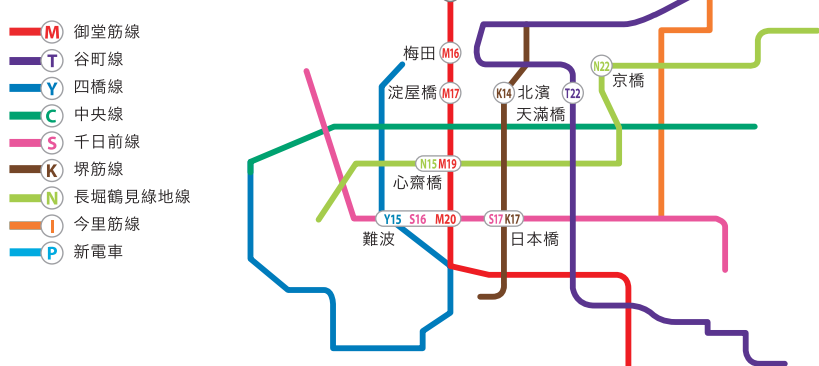 M 御堂筋線
T 谷町線
Y 四橋線
C 中央線
S 千日前線
K 堺筋線
N 長堀鶴見綠地線
I 今里筋線
P 新電車
梅田 M16
N22
京橋
淀屋橋 M17
K14 北濱 T22
天滿橋
N15 M19
心齋橋
Y15 S16 M20
難波
S17 K17
日本橋